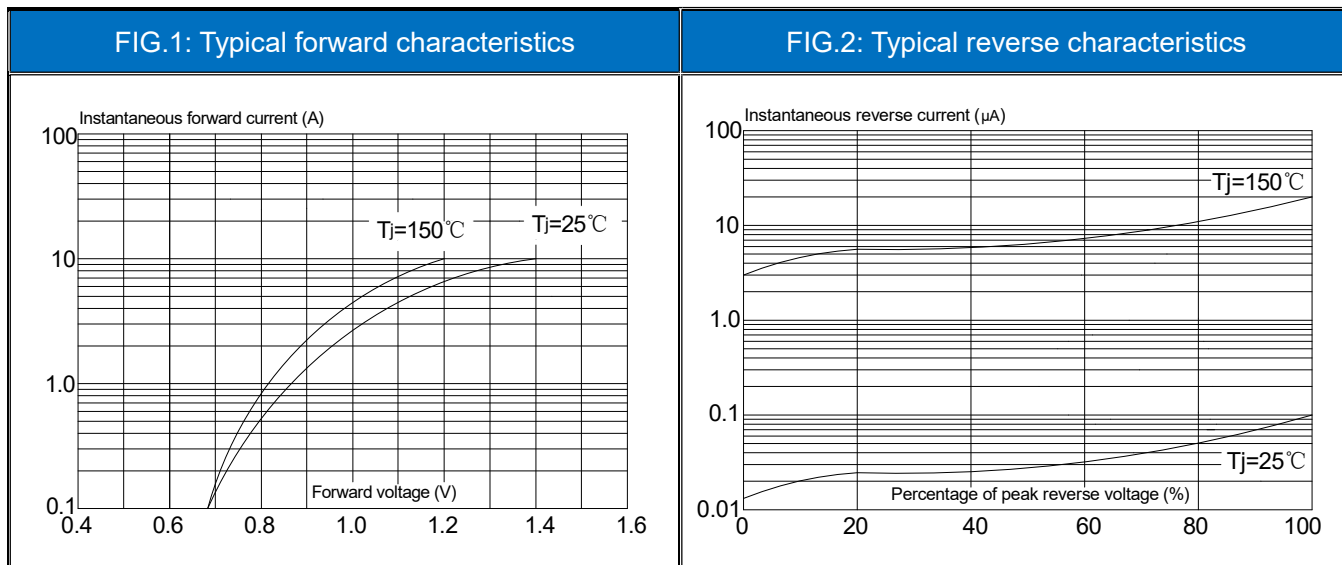 FIG.1: Typical forward characteristics
Instantaneous forward current (A)
100
10
1.0
0.1
Tj=150℃
Tj=25℃
Forward voltage (V)
0.4 0.6 0.8 1.0 1.2 1.4 1.6
FIG.2: Typical reverse characteristics
Instantaneous reverse current (μA)
100
10
1.0
0.1
0.01
Tj=150℃
Tj=25℃
Percentage of peak reverse voltage (%)
0 20 40 60 80 100